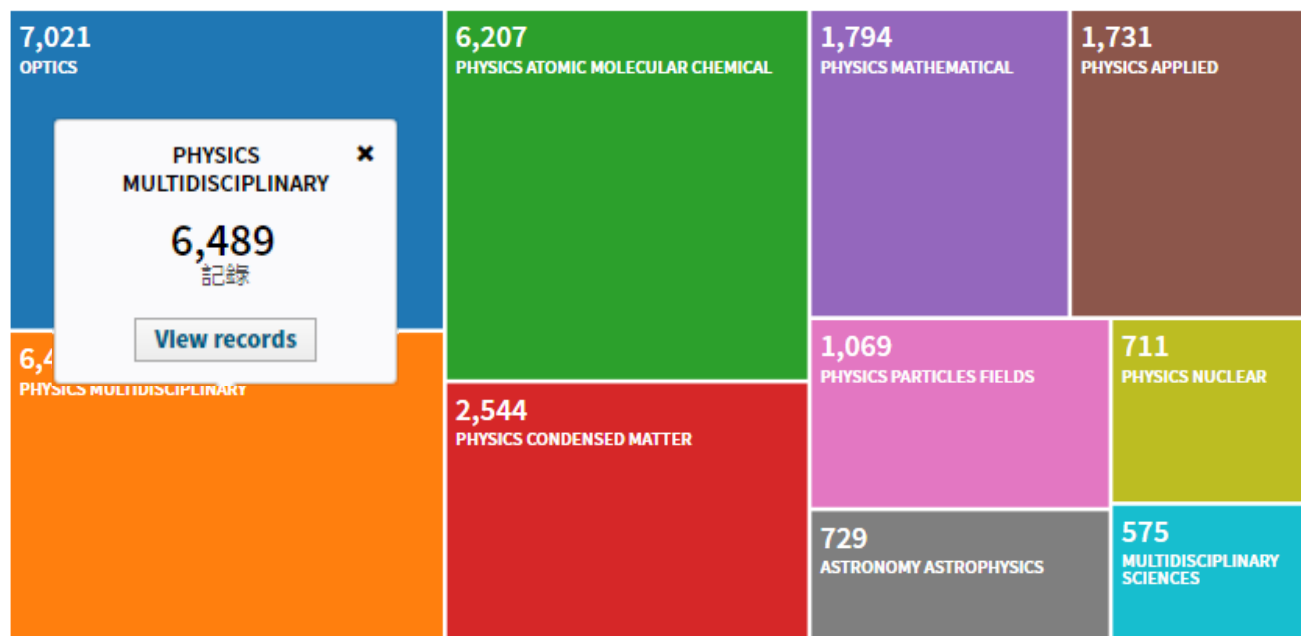 7,021
OPTICS
PHYSICS
MULTIDISCIPLINARY
6,489
記錄
VIew records
6,4
PHYSICS MULTIDISCIPLINARY
6,207
PHYSICS ATOMIC MOLECULAR CHEMICAL
2,544
PHYSICS CONDENSED MATTER
1,794
PHYSICS MATHEMATICAL
1,731
PHYSICS APPLIED
1,069
PHYSICS PARTICLES FIELDS
711
PHYSICS NUCLEAR
729
ASTRONOMY ASTROPHYSICS
575
MULTIDISCIPLINARY
SCIENCES